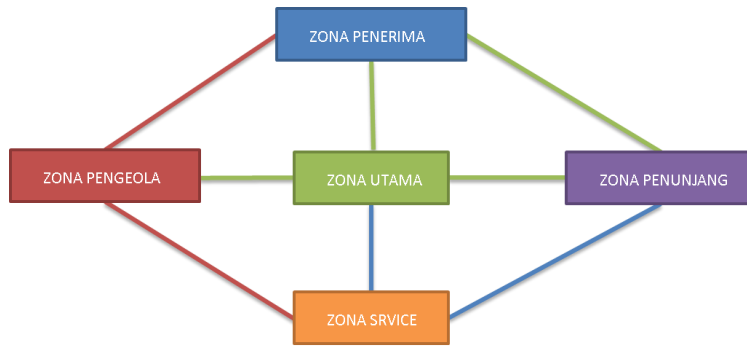 ZONA PENERIMA
ZONA PENGEOLA
ZONA UTAMA
ZONA PENUNJANG
ZONA SRVICE